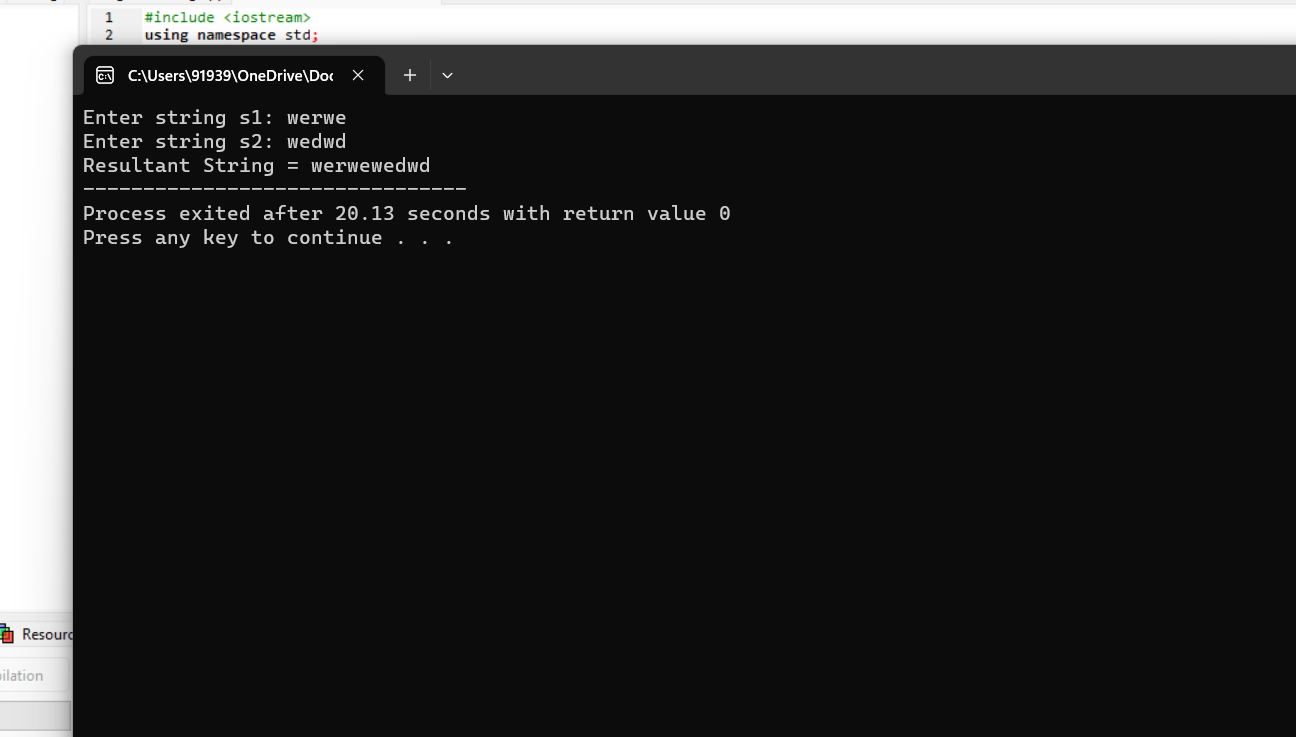 1 #include <iostream>
2 using namespace std;
C:\Users\91939\OneDrive\Doc
Enter string s1: werwe
Enter string s2: wedwd
Resultant String = werwewedwd
--------------------------------
Process exited after 20.13 seconds with return value 0
Press any key to continue . . .
Resourc
ilation